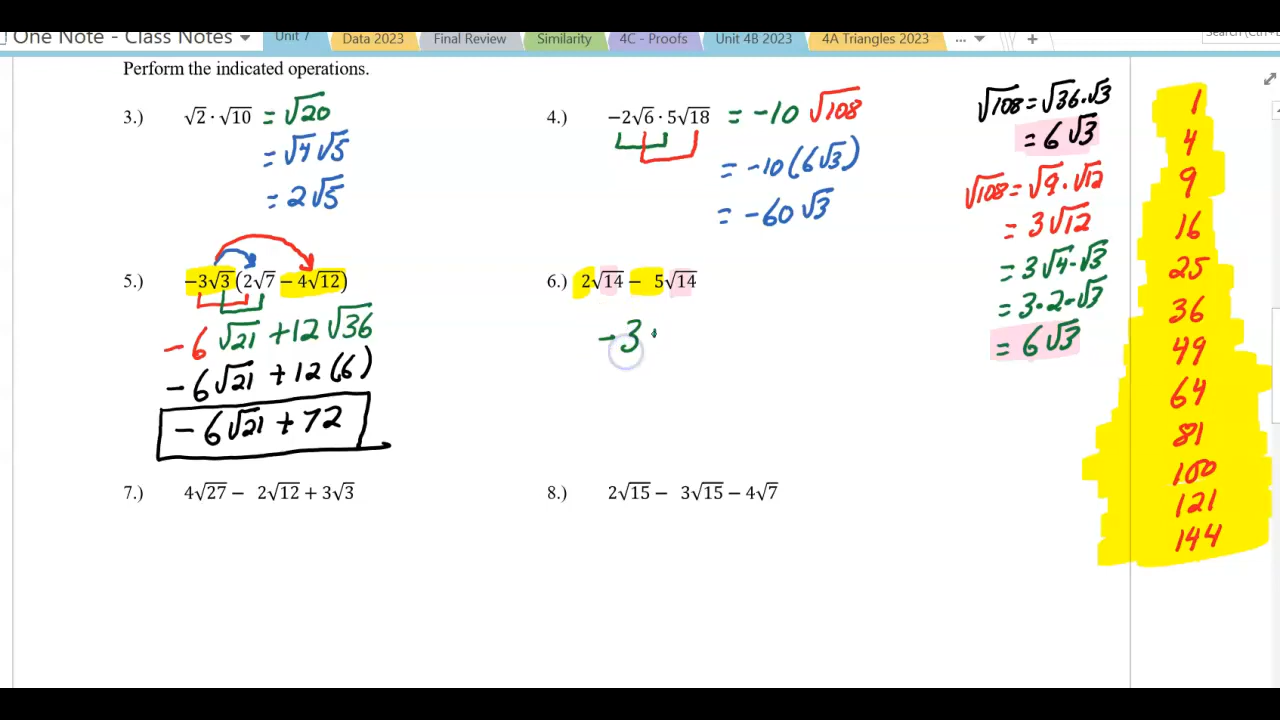 One Note - Class Notes
Unit 7
Data 2023
Final Review
Similarity
4C - Proofs
Unit 4B 2023
4A Triangles 2023
... +
Perform the indicated operations.
3.) √2 · √10 = √20
= √4 √5
= 2√5
4.) −2√6 · 5√18 = -10 √108
= -10(6√3)
= -60√3
√108 = √36 · √3
= 6√3
√108 = √9 · √12
= 3√12
= 3√4 · √3
= 3 · 2 · √3
= 6√3
1
4
9
16
25
36
49
64
81
100
121
144
5.) −3√3(2√7 − 4√12)
-6 √21 + 12 √36
-6√21 + 12(6)
-6√21 + 72
6.) 2√14 − 5√14
-3
7.) 4√27 − 2√12 + 3√3
8.) 2√15 − 3√15 − 4√7